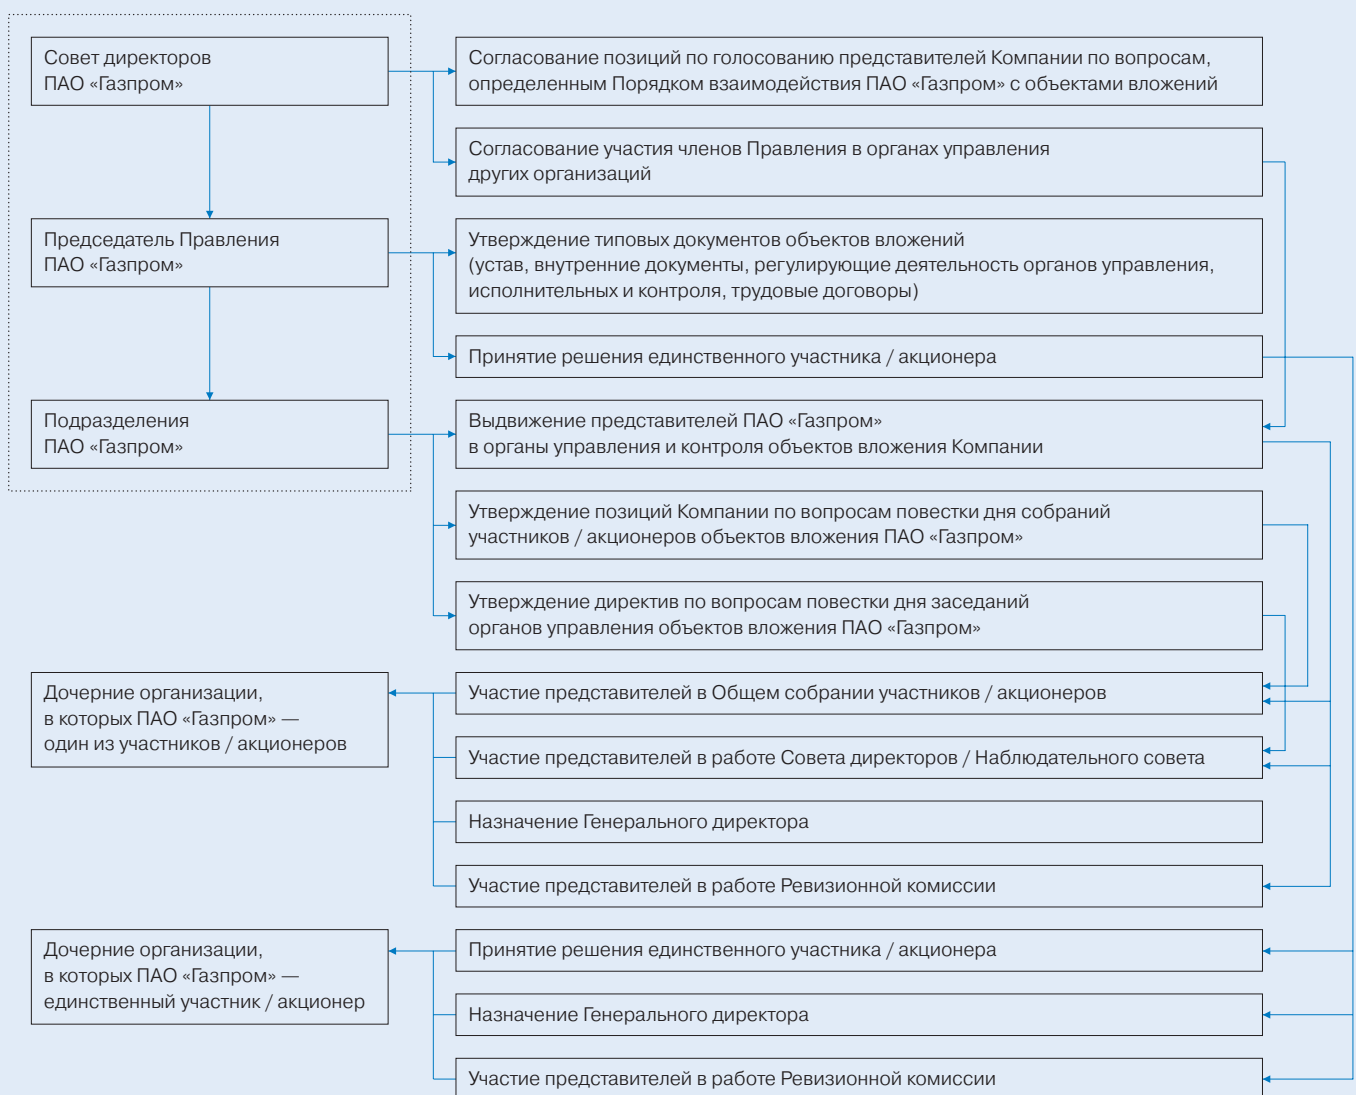 Совет директоров
ПАО «Газпром»
Согласование позиций по голосованию представителей Компании по вопросам,
определенным Порядком взаимодействия ПАО «Газпром» с объектами вложений
Согласование участия членов Правления в органах управления
других организаций
Председатель Правления
ПАО «Газпром»
Утверждение типовых документов объектов вложений
(устав, внутренние документы, регулирующие деятельность органов управления,
исполнительных и контроля, трудовые договоры)
Принятие решения единственного участника / акционера
Подразделения
ПАО «Газпром»
Выдвижение представителей ПАО «Газпром»
в органы управления и контроля объектов вложения Компании
Утверждение позиций Компании по вопросам повестки дня собраний
участников / акционеров объектов вложения ПАО «Газпром»
Утверждение директив по вопросам повестки дня заседаний
органов управления объектов вложения ПАО «Газпром»
Дочерние организации,
в которых ПАО «Газпром» —
один из участников / акционеров
Участие представителей в Общем собрании участников / акционеров
Участие представителей в работе Совета директоров / Наблюдательного совета
Назначение Генерального директора
Участие представителей в работе Ревизионной комиссии
Дочерние организации,
в которых ПАО «Газпром» —
единственный участник / акционер
Принятие решения единственного участника / акционера
Назначение Генерального директора
Участие представителей в работе Ревизионной комиссии